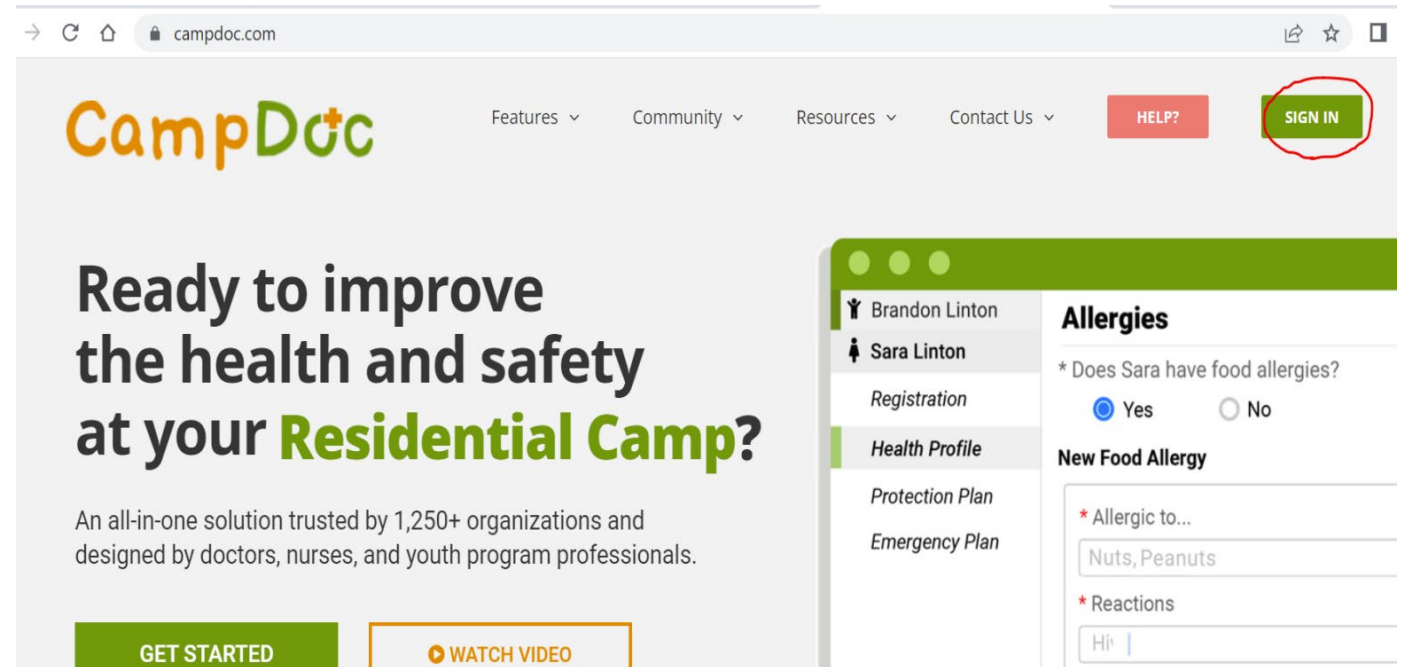 campdoc.com
CampDoc
Features
Community
Resources
Contact Us
HELP?
SIGN IN
Ready to improve
the health and safety
at your Residential Camp?
An all-in-one solution trusted by 1,250+ organizations and
designed by doctors, nurses, and youth program professionals.
GET STARTED
WATCH VIDEO
Brandon Linton
Sara Linton
Registration
Health Profile
Protection Plan
Emergency Plan
Allergies
* Does Sara have food allergies?
Yes No
New Food Allergy
* Allergic to...
Nuts, Peanuts
* Reactions